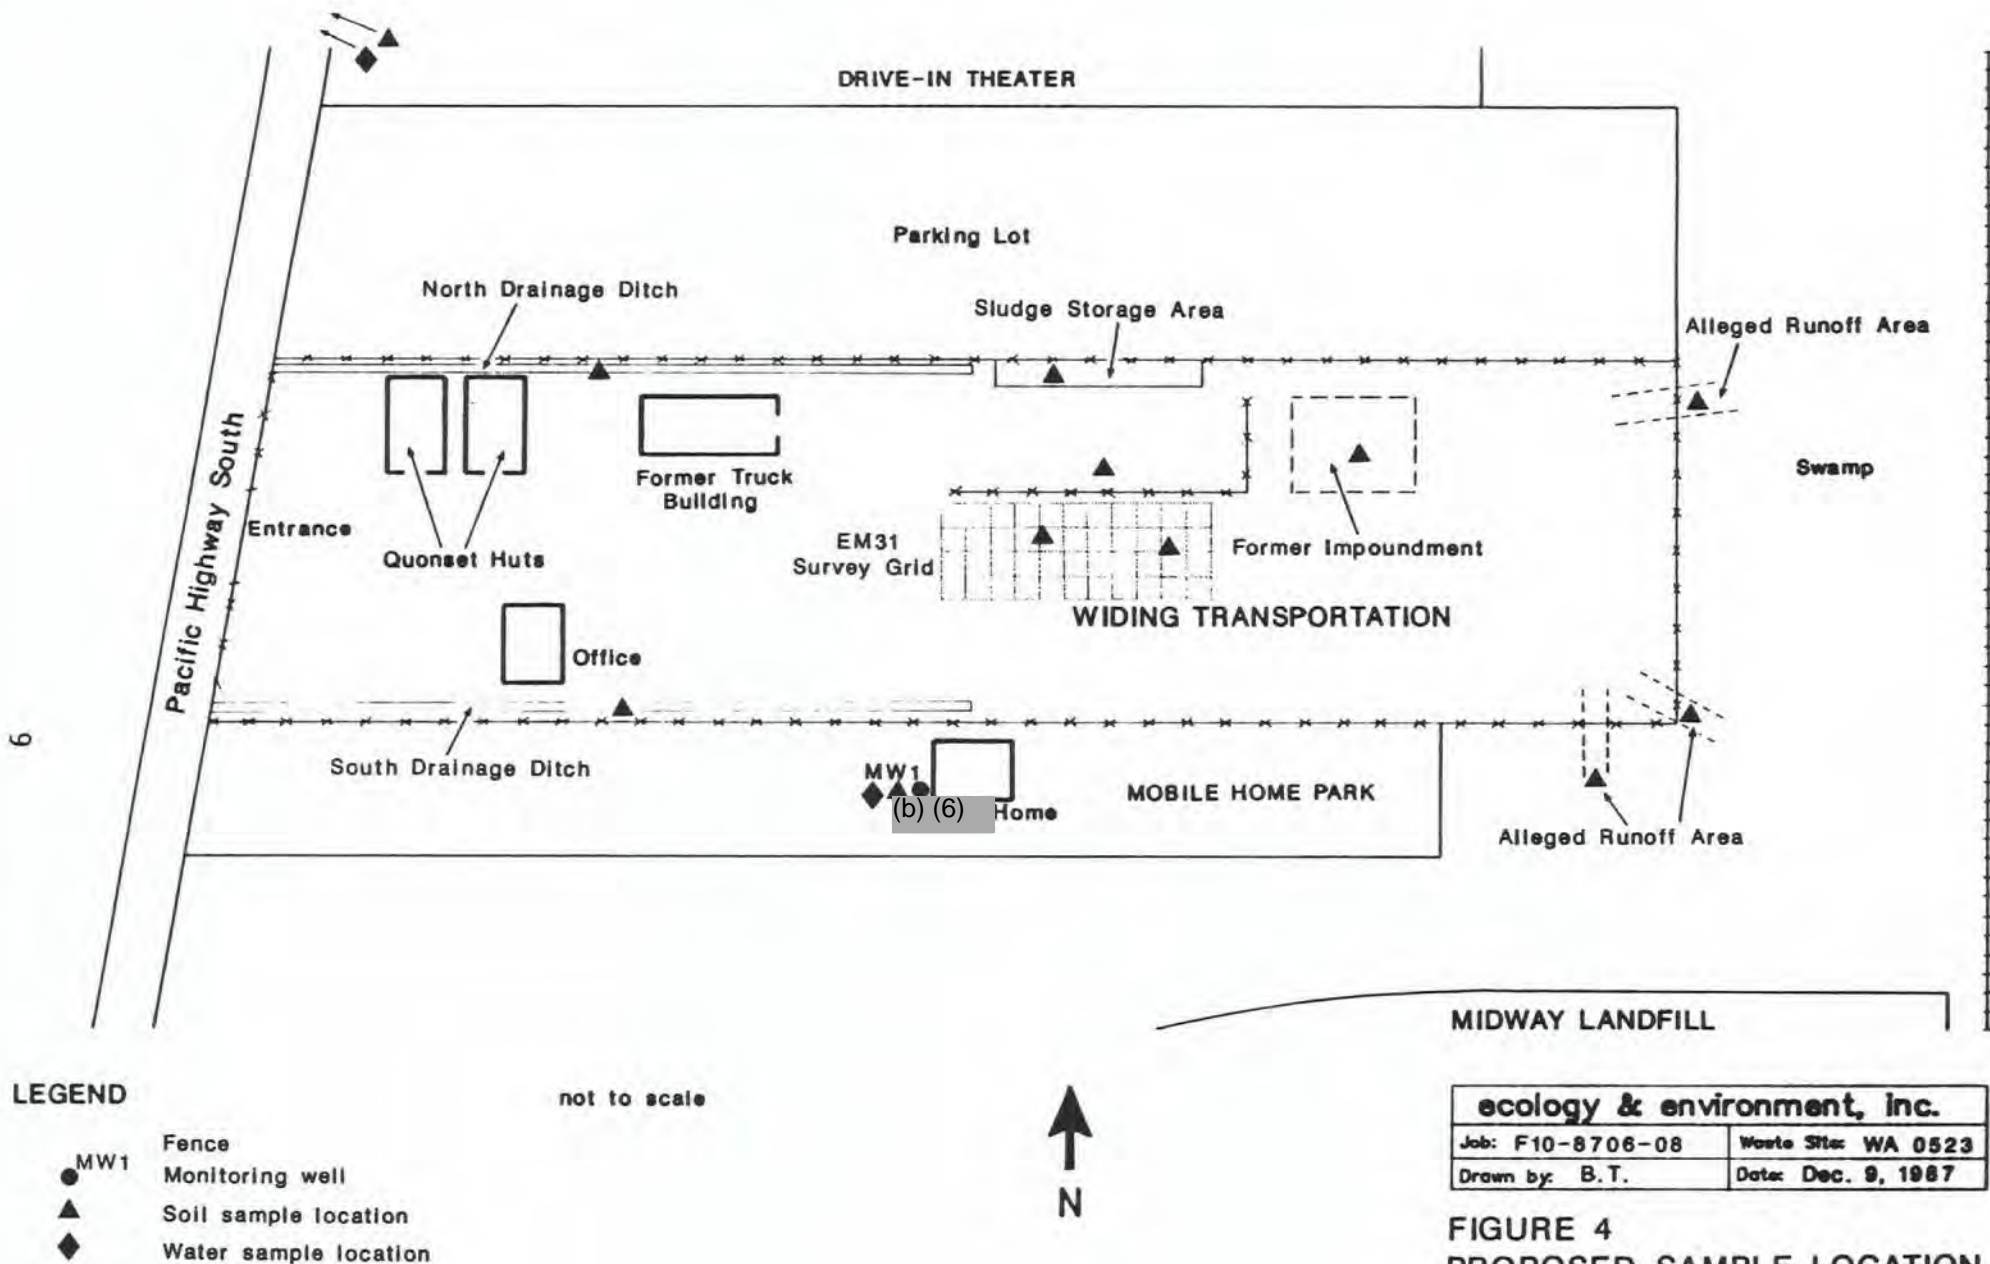 DRIVE-IN THEATER
Parking Lot
North Drainage Ditch
Sludge Storage Area
Alleged Runoff Area
Pacific Highway South
Entrance
Quonset Huts
Former Truck
Building
EM31
Survey Grid
Former Impoundment
Swamp
WIDING TRANSPORTATION
Office
South Drainage Ditch
MW1
(b) (6)
Home
MOBILE HOME PARK
Alleged Runoff Area
9
MIDWAY LANDFILL
LEGEND
Fence
MW1
Monitoring well
Soil sample location
Water sample location
not to scale
N
ecology & environment, inc.
Job: F10-8706-08
Waste Site: WA 0523
Drawn by: B.T.
Date: Dec. 9, 1987
FIGURE 4
PROPOSED SAMPLE LOCATION